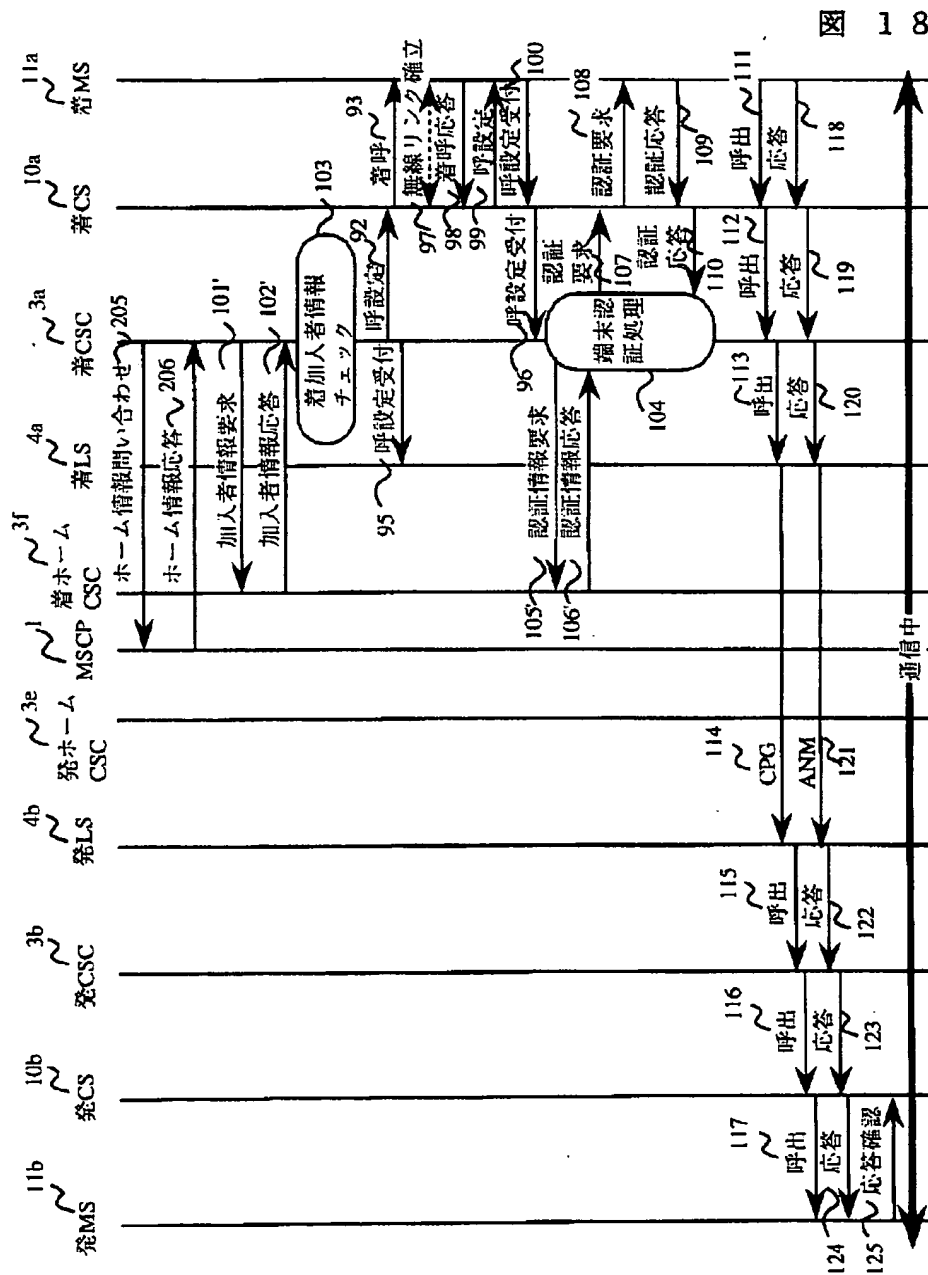 図 18
11b
発MS
10b
発CS
3b
発CSC
4b
発LS
3e
発ホーム
CSC
1
MSCP
3f
着ホーム
CSC
4a
着LS
3a
着CSC
10a
着CS
11a
着MS
ホーム情報問い合わせ
205
ホーム情報応答
206
101'
加入者情報要求
102'
加入者情報応答
着加入者情報
チェック
103
92
呼設定
95
呼設定受付
93
着呼
97
無線リンク確立
98
着呼応答
99
呼設定
100
呼設定受付
96
呼設定受付
105'
認証情報要求
106'
認証情報応答
端末認
証処理
104
認証
要求
107
108
認証要求
認証応答
109
認証
応答
110
111
呼出
112
呼出
113
呼出
114
CPG
115
呼出
116
呼出
117
呼出
応答
118
応答
119
応答
120
ANM
121
応答
122
応答
123
応答
124
応答確認
125
通信中